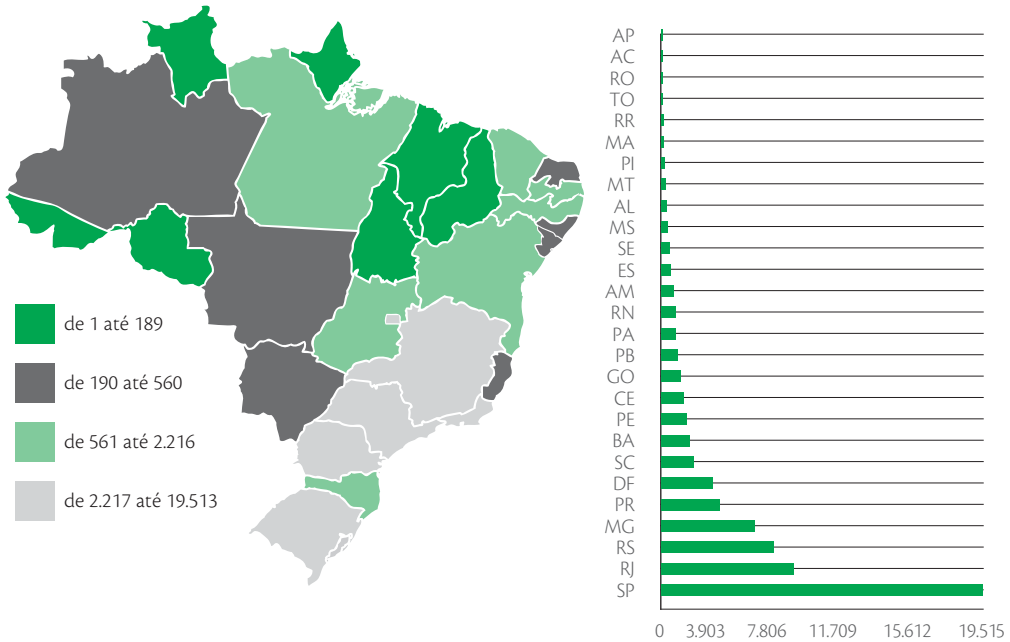 de 1 até 189
de 190 até 560
de 561 até 2.216
de 2.217 até 19.513
AP
AC
RO
TO
RR
MA
PI
MT
AL
MS
SE
ES
AM
RN
PA
PB
GO
CE
PE
BA
SC
DF
PR
MG
RS
RJ
SP
0 3.903 7.806 11.709 15.612 19.515